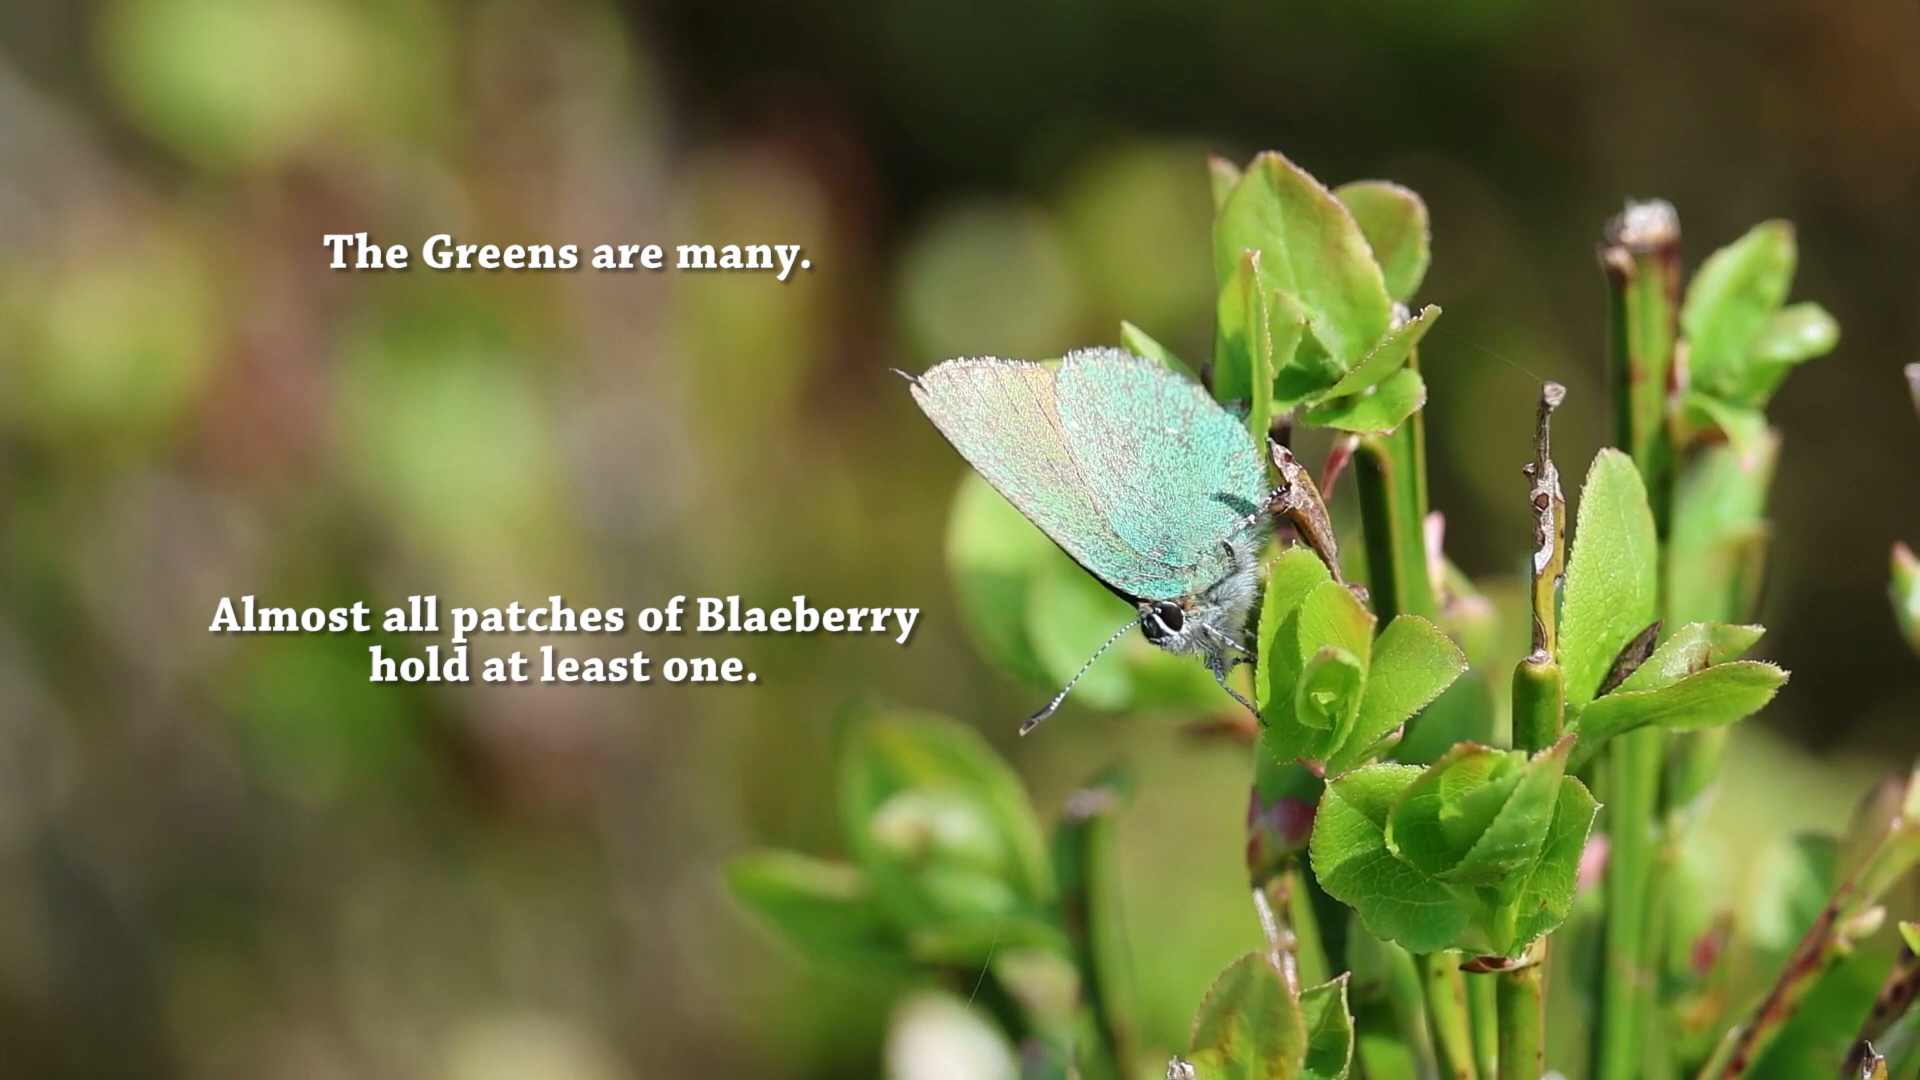 The Greens are many.
Almost all patches of Blaeberry
hold at least one.